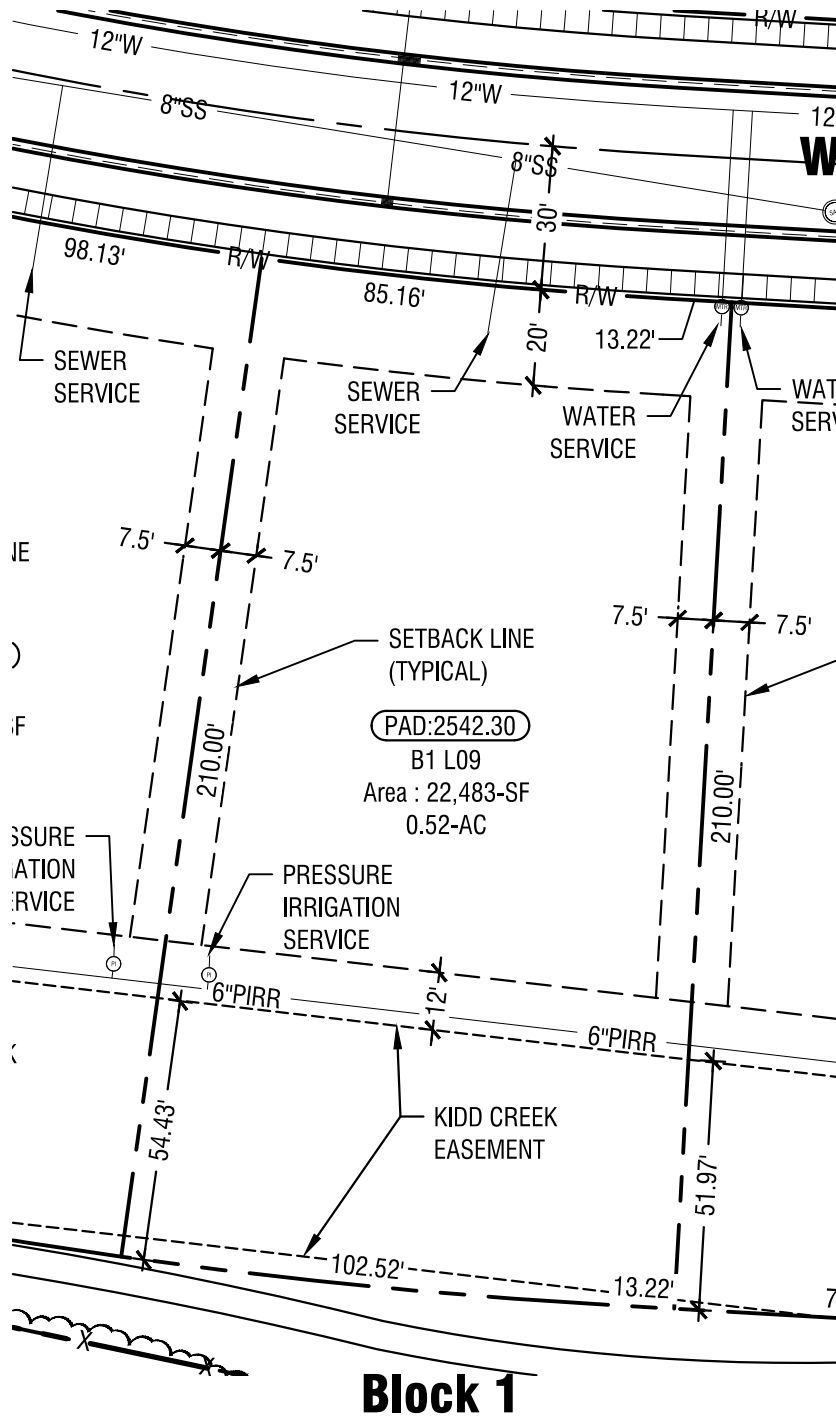 R/W
12"W
12"W
12
8"SS
8"SS
W
30'
98.13'
R/W
85.16'
R/W
13.22'
20'
SEWER
SERVICE
SEWER
SERVICE
WATER
SERVICE
WAT
SERV
7.5'
7.5'
7.5'
7.5'
NE
SETBACK LINE
(TYPICAL)
)
SF
PAD:2542.30
B1 L09
Area : 22,483-SF
0.52-AC
210.00'
210.00'
SSURE
GATION
ERVICE
PRESSURE
IRRIGATION
SERVICE
PI
PI
6"PIRR
12'
6"PIRR
K
KIDD CREEK
EASEMENT
54.43'
51.97'
102.52'
13.22'
7
X
X
Block 1